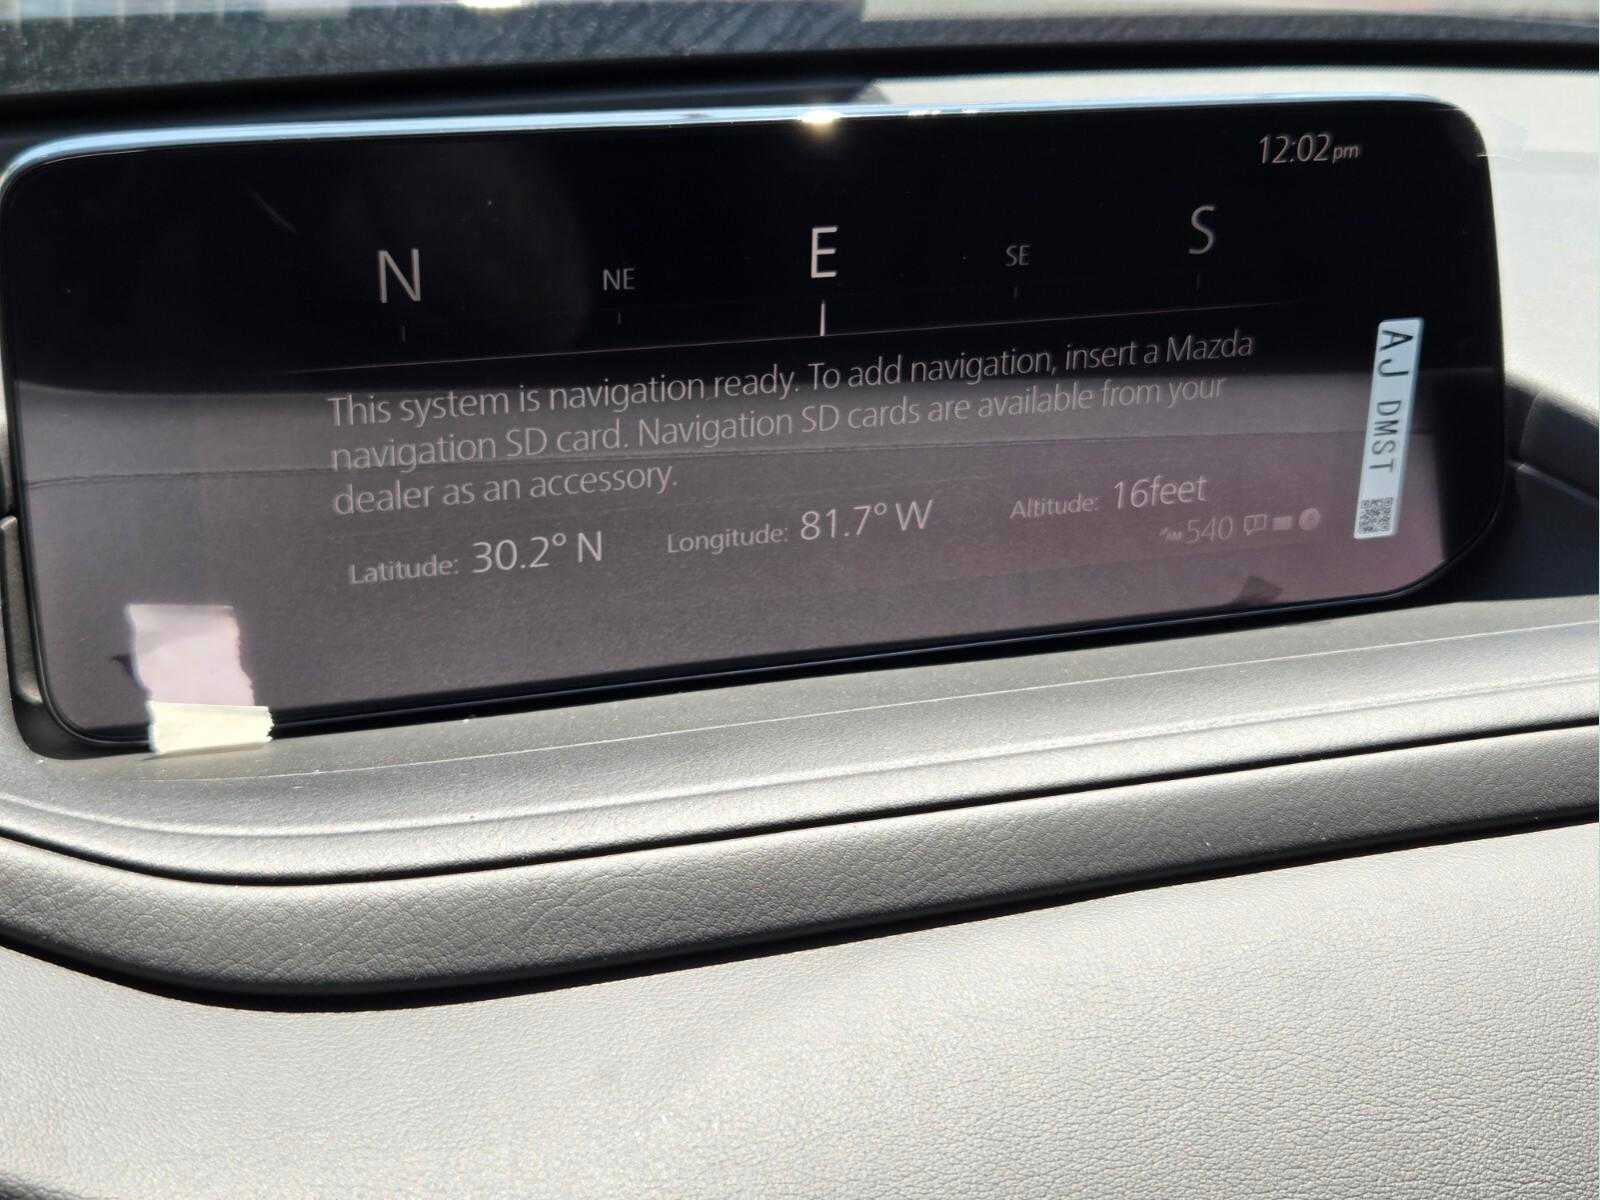 12:02pm
N NE E SE S
This system is navigation ready. To add navigation, insert a Mazda
navigation SD card. Navigation SD cards are available from your
dealer as an accessory.
Latitude: 30.2° N Longitude: 81.7° W Altitude: 16feet
AM 540
AJ DMST